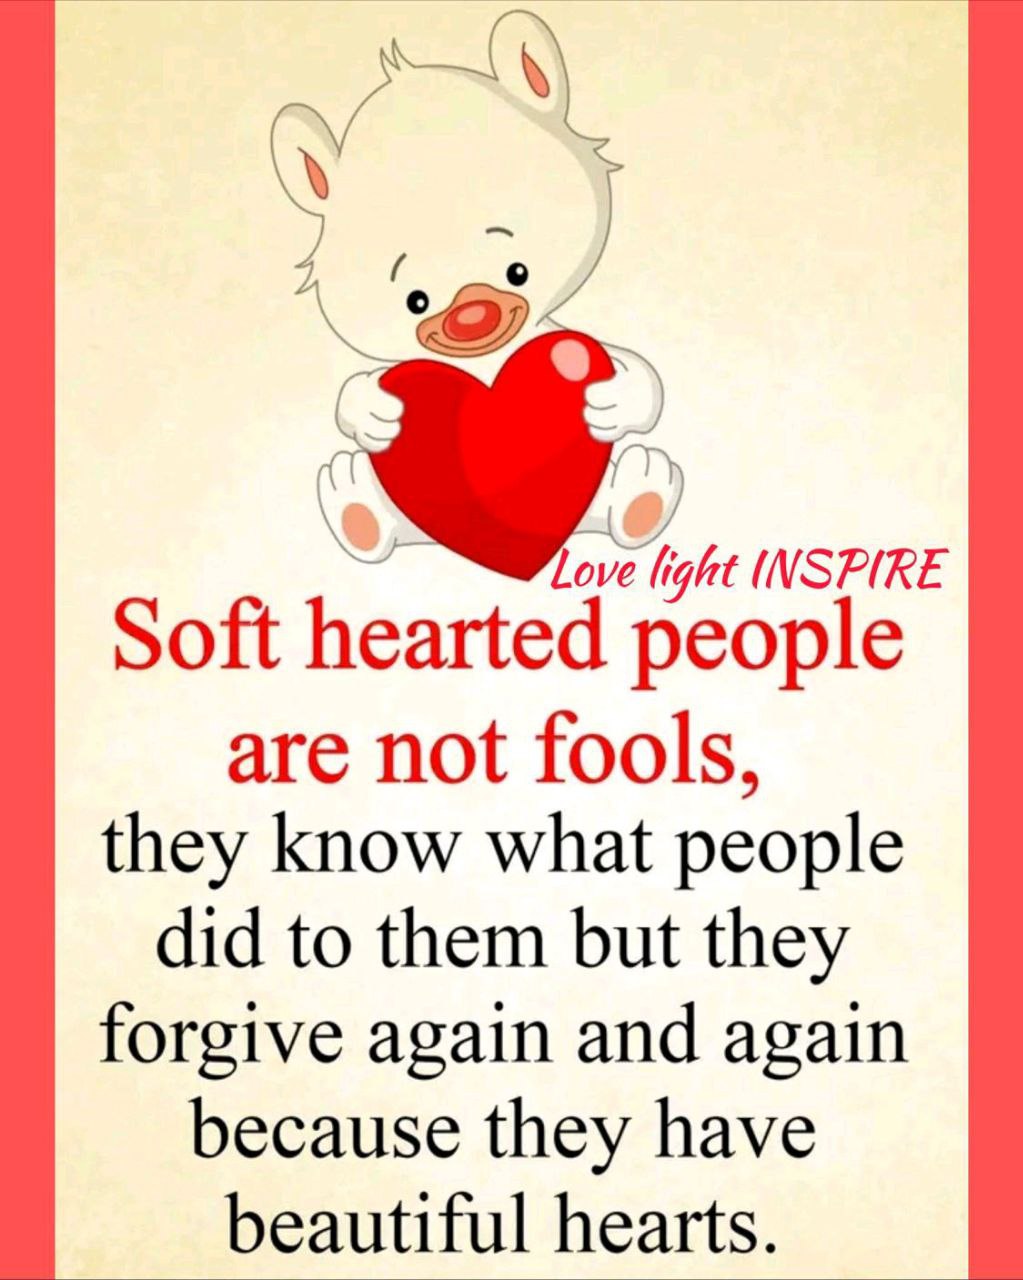 Love light INSPIRE
Soft hearted people
are not fools,
they know what people
did to them but they
forgive again and again
because they have
beautiful hearts.